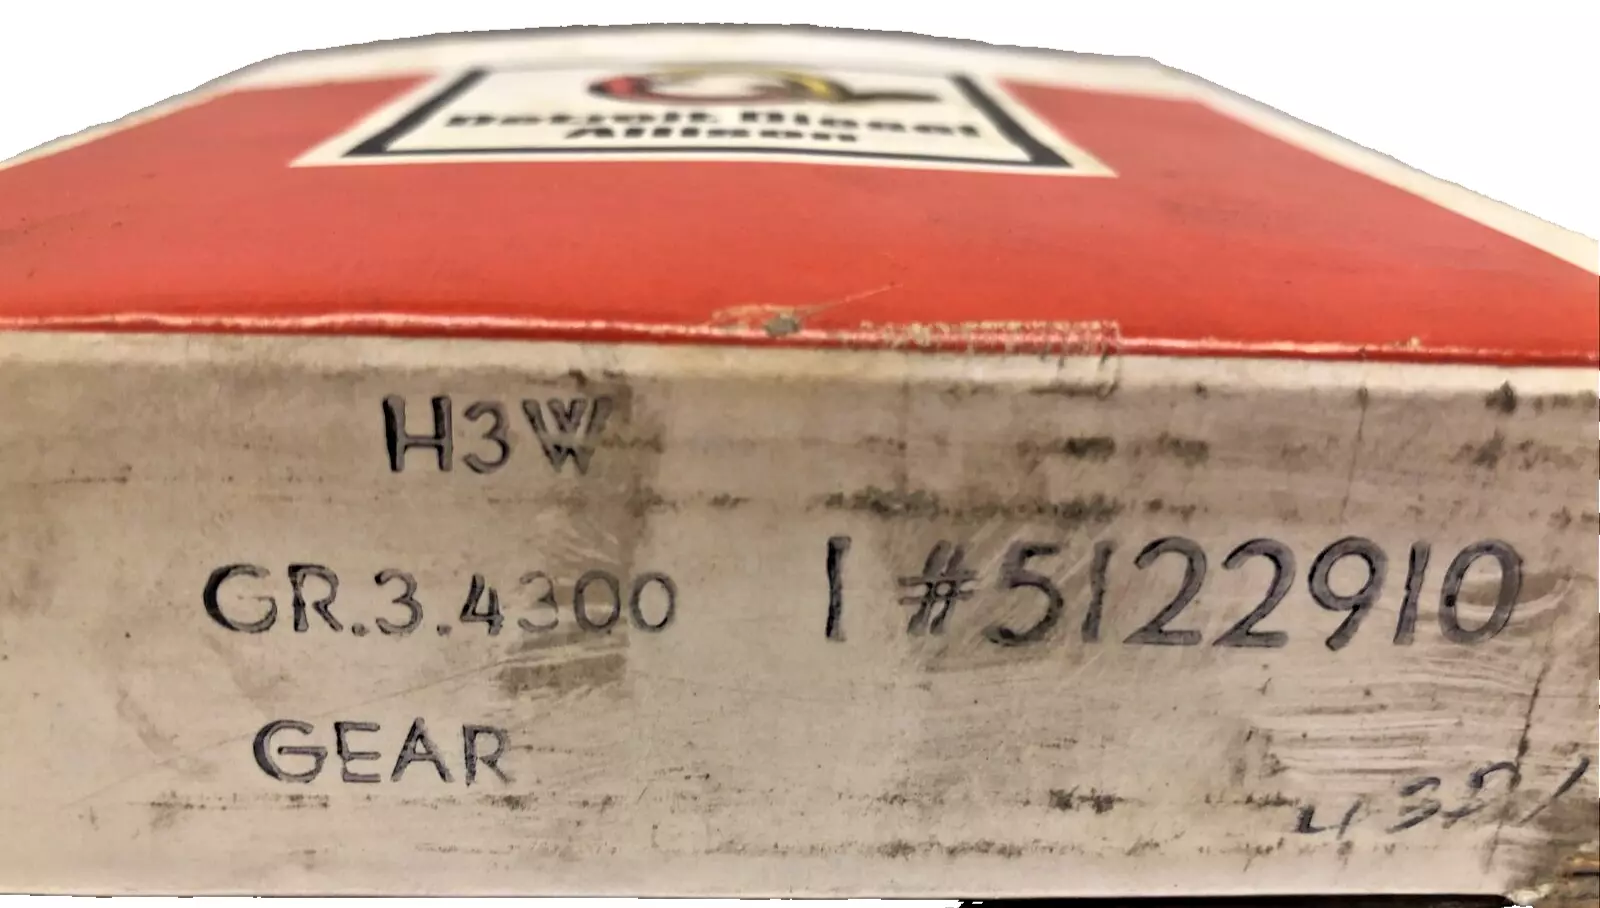 Detroit Diesel
Allison
H3W
GR.3.4300
1 #5122910
GEAR